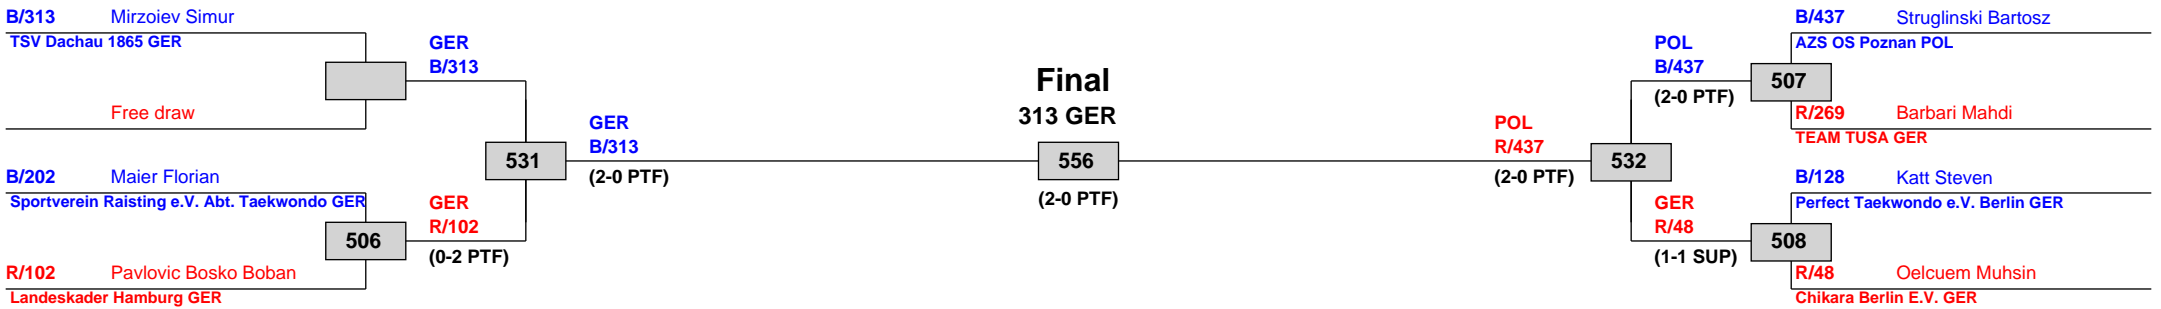 B/313 Mirzoiev Simur
TSV Dachau 1865 GER
Free draw
B/202 Maier Florian
Sportverein Raisting e.V. Abt. Taekwondo GER
506
R/102 Pavlovic Bosko Boban
Landeskader Hamburg GER
GER
B/313
531
GER
R/102
(0-2 PTF)
GER
B/313
(2-0 PTF)
Final
313 GER
556
(2-0 PTF)
POL
R/437
(2-0 PTF)
532
POL
B/437
(2-0 PTF)
GER
R/48
(1-1 SUP)
B/437 Struglinski Bartosz
AZS OS Poznan POL
507
R/269 Barbari Mahdi
TEAM TUSA GER
B/128 Katt Steven
Perfect Taekwondo e.V. Berlin GER
508
R/48 Oelcuem Muhsin
Chikara Berlin E.V. GER